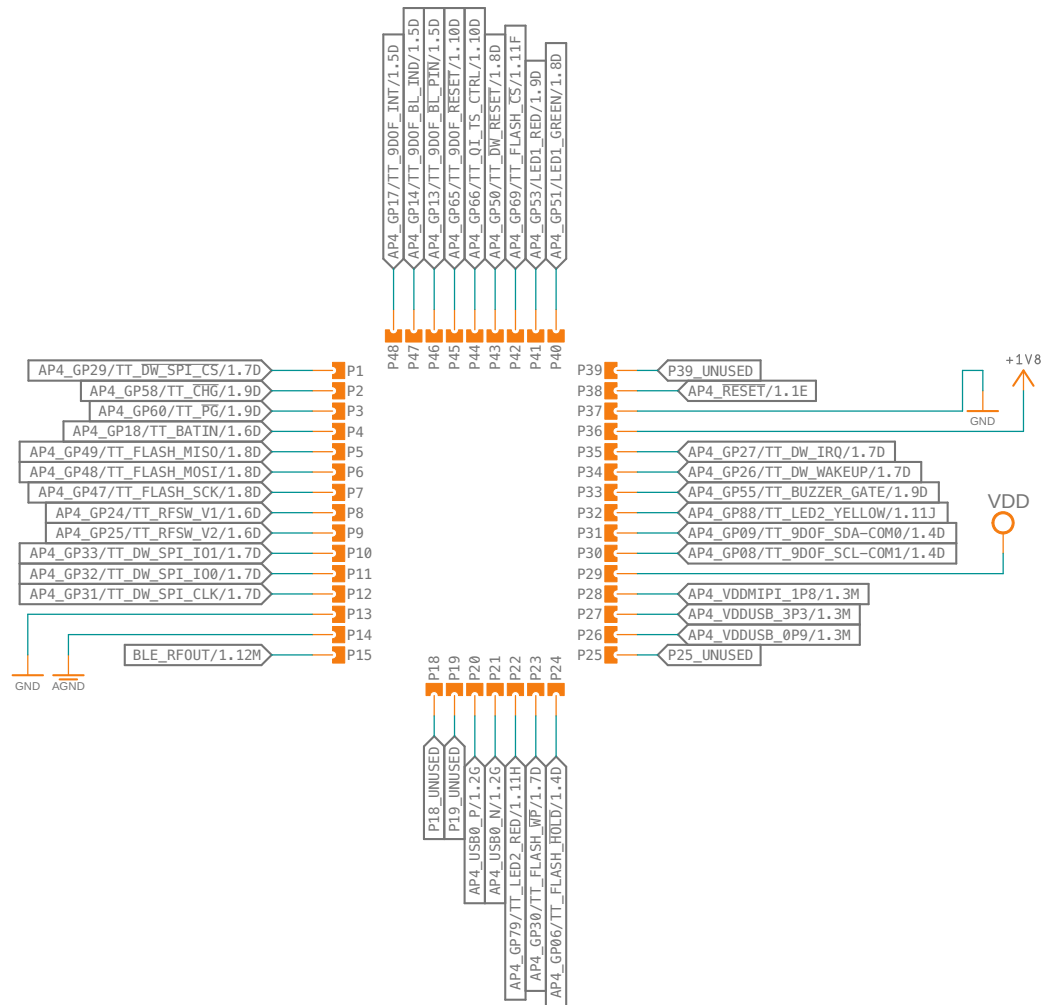 AP4_GP17/TT_9DOF_INT/1.5D
AP4_GP14/TT_9DOF_BL_IND/1.5D
AP4_GP13/TT_9DOF_BL_PIN/1.5D
AP4_GP65/TT_9DOF_RESET/1.10D
AP4_GP66/TT_QI_TS_CTRL/1.10D
AP4_GP50/TT_DW_RESET/1.8D
AP4_GP69/TT_FLASH_CS/1.11F
AP4_GP53/LED1_RED/1.9D
AP4_GP51/LED1_GREEN/1.8D
P48
P47
P46
P45
P44
P43
P42
P41
P40
AP4_GP29/TT_DW_SPI_CS/1.7D P1
AP4_GP58/TT_CHG/1.9D P2
AP4_GP60/TT_PG/1.9D P3
AP4_GP18/TT_BATIN/1.6D P4
AP4_GP49/TT_FLASH_MISO/1.8D P5
AP4_GP48/TT_FLASH_MOSI/1.8D P6
AP4_GP47/TT_FLASH_SCK/1.8D P7
AP4_GP24/TT_RFSW_V1/1.6D P8
AP4_GP25/TT_RFSW_V2/1.6D P9
AP4_GP33/TT_DW_SPI_IO1/1.7D P10
AP4_GP32/TT_DW_SPI_IO0/1.7D P11
AP4_GP31/TT_DW_SPI_CLK/1.7D P12
P13
P14
BLE_RFOUT/1.12M P15
GND
AGND
P39 P39_UNUSED
P38 AP4_RESET/1.1E
P37
GND
P36
+1V8
P35 AP4_GP27/TT_DW_IRQ/1.7D
P34 AP4_GP26/TT_DW_WAKEUP/1.7D
P33 AP4_GP55/TT_BUZZER_GATE/1.9D
P32 AP4_GP88/TT_LED2_YELLOW/1.11J
P31 AP4_GP09/TT_9DOF_SDA-COM0/1.4D
P30 AP4_GP08/TT_9DOF_SCL-COM1/1.4D
P29
VDD
P28 AP4_VDDMIPI_1P8/1.3M
P27 AP4_VDDUSB_3P3/1.3M
P26 AP4_VDDUSB_0P9/1.3M
P25 P25_UNUSED
P18
P19
P20
P21
P22
P23
P24
P18_UNUSED
P19_UNUSED
AP4_USB0_P/1.2G
AP4_USB0_N/1.2G
AP4_GP79/TT_LED2_RED/1.11H
AP4_GP30/TT_FLASH_WP/1.7D
AP4_GP06/TT_FLASH_HOLD/1.4D